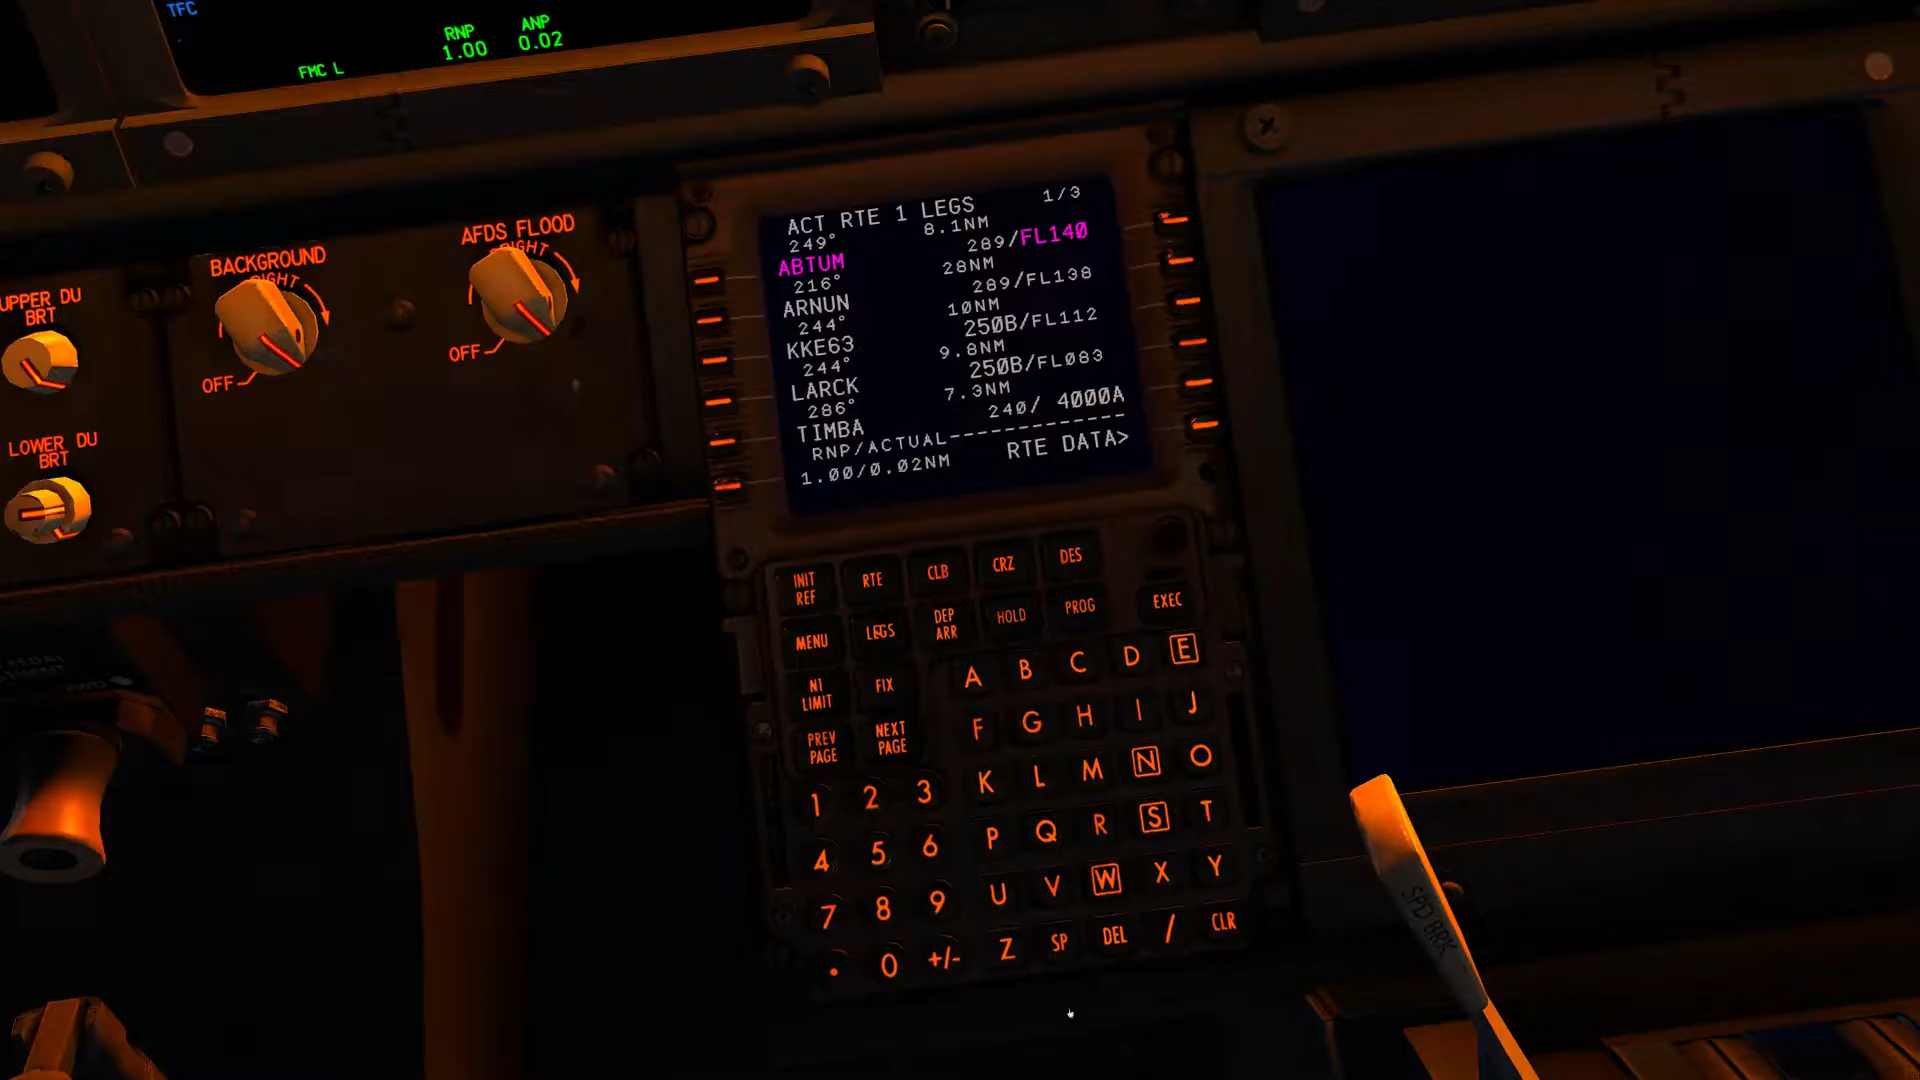 TFC
RNP
1.00
ANP
0.02
FMC L
UPPER DU
BRT
BACKGROUND
OFF
AFDS FLOOD
OFF
LOWER DU
BRT
ACT RTE 1 LEGS 1/3
249° 8.1NM
ABTUM 289/FL140
216° 28NM
ARNUN 289/FL138
244° 10NM
KKE63 250B/FL112
244° 9.8NM
LARCK 250B/FL083
286° 7.3NM
TIMBA 240/ 4000A
RNP/ACTUAL------------
1.00/0.02NM RTE DATA>
INIT
REF
RTE
CLB
CRZ
DES
MENU
LEGS
DEP
ARR
HOLD
PROG
EXEC
N1
LIMIT
FIX
PREV
PAGE
NEXT
PAGE
A B C D E
F G H I J
K L M N O
P Q R S T
U V W X Y
Z SP DEL / CLR
1 2 3
4 5 6
7 8 9
. 0 +/-
SPD BRK